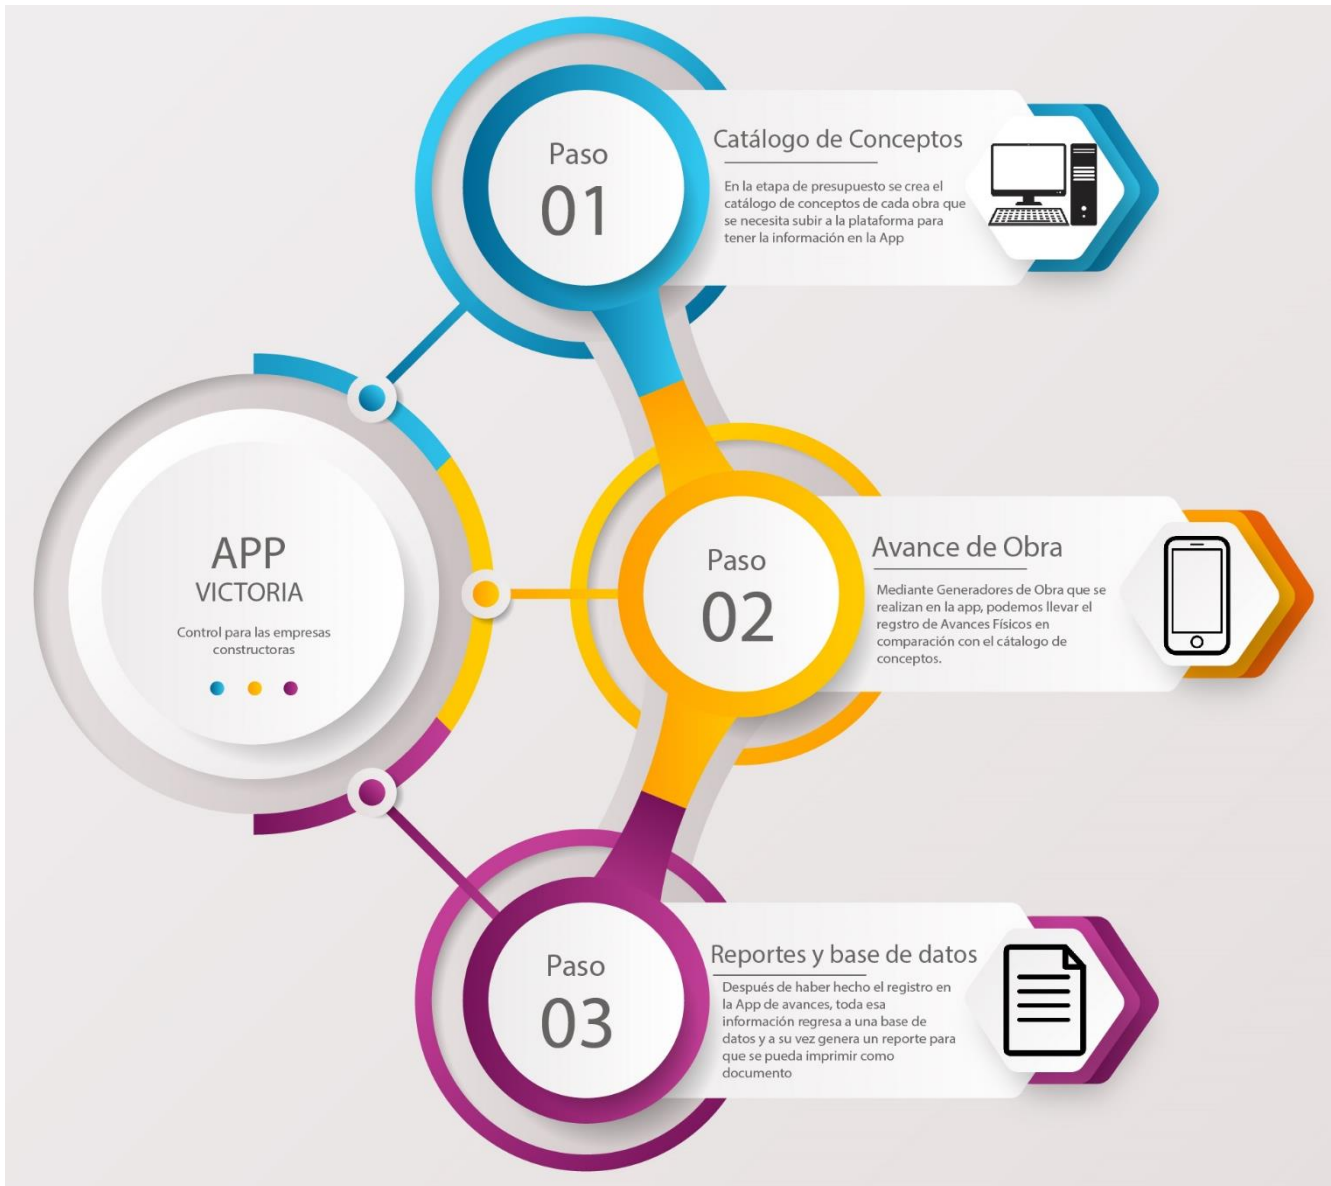 Paso
01
Catálogo de Conceptos
En la etapa de presupuesto se crea el
catálogo de conceptos de cada obra que
se necesita subir a la plataforma para
tener la información en la App
APP
VICTORIA
Control para las empresas
constructoras
Paso
02
Avance de Obra
Mediante Generadores de Obra que se
realizan en la app, podemos llevar el
regstro de Avances Físicos en
comparación con el cátalogo de
conceptos.
Paso
03
Reportes y base de datos
Después de haber hecho el registro en
la App de avances, toda esa
información regresa a una base de
datos y a su vez genera un reporte para
que se pueda imprimir como
documento